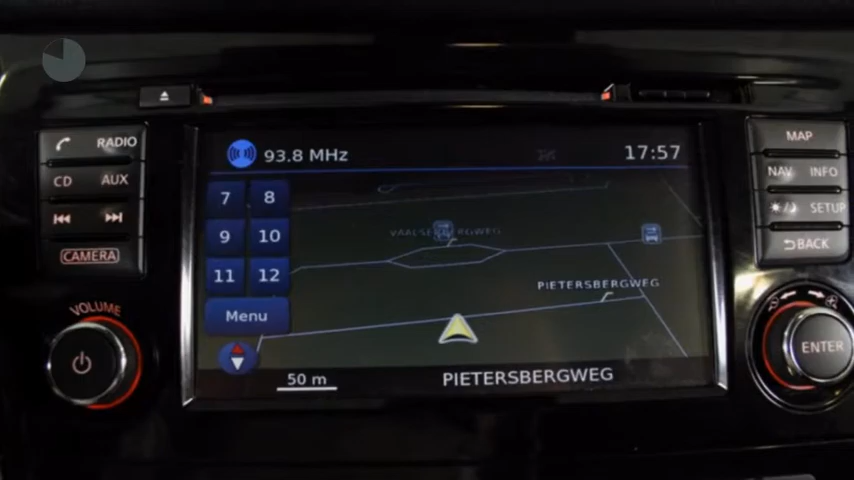 RADIO
CD AUX
CAMERA
VOLUME
93.8 MHz
17:57
7 8
9 10
11 12
Menu
50 m
PIETERSBERGWEG
PIETERSBERGWEG
MAP
NAV INFO
SETUP
BACK
ENTER